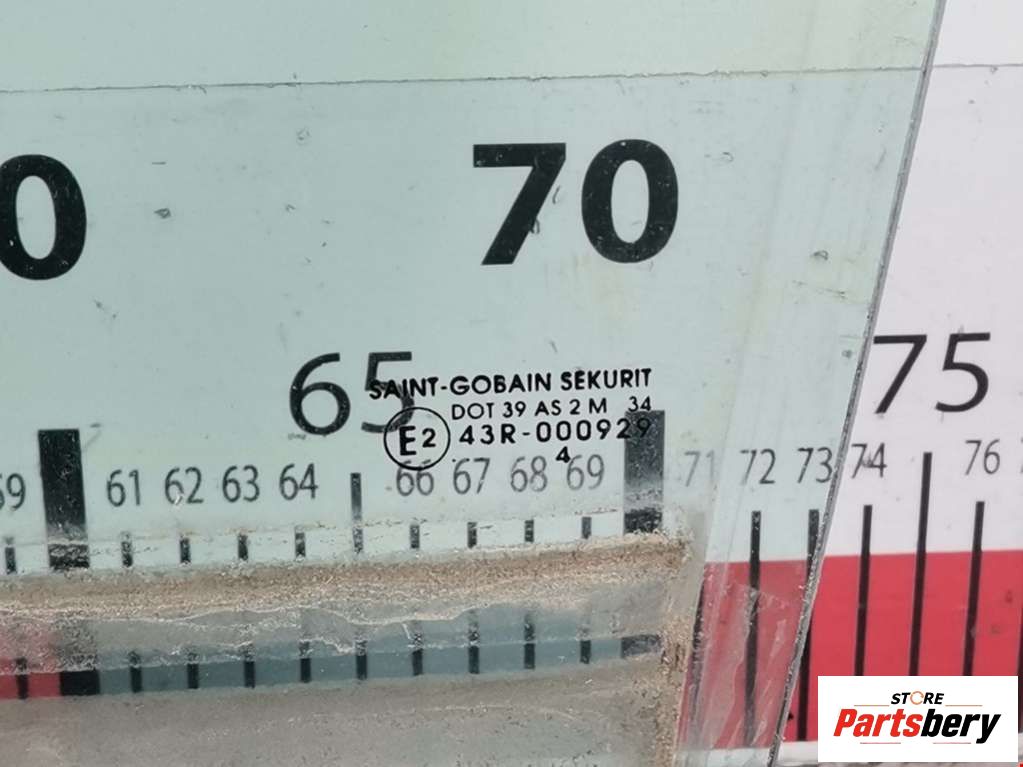 0 70
65 75
SAINT-GOBAIN SEKURIT
DOT 39 AS 2 M 34
E2 43R-000929
4
59 61 62 63 64 66 67 68 69 71 72 73 74 76
STORE
Partsbery